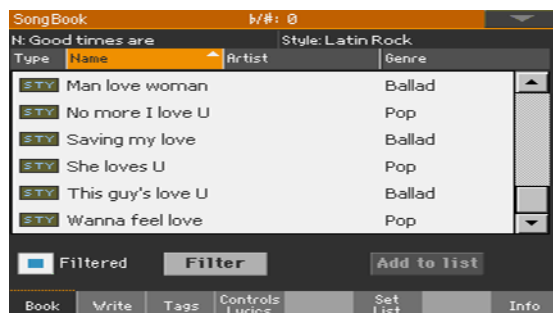 SongBook ♭/#: 0
N: Good times are Style: Latin Rock
Type Name Artist Genre
STY Man love woman Ballad
STY No more I love U Pop
STY Saving my love Ballad
STY She loves U Pop
STY This guy's love U Ballad
STY Wanna feel love Pop
Filtered Filter Add to list
Book Write Tags Controls Lyrics Set List Info